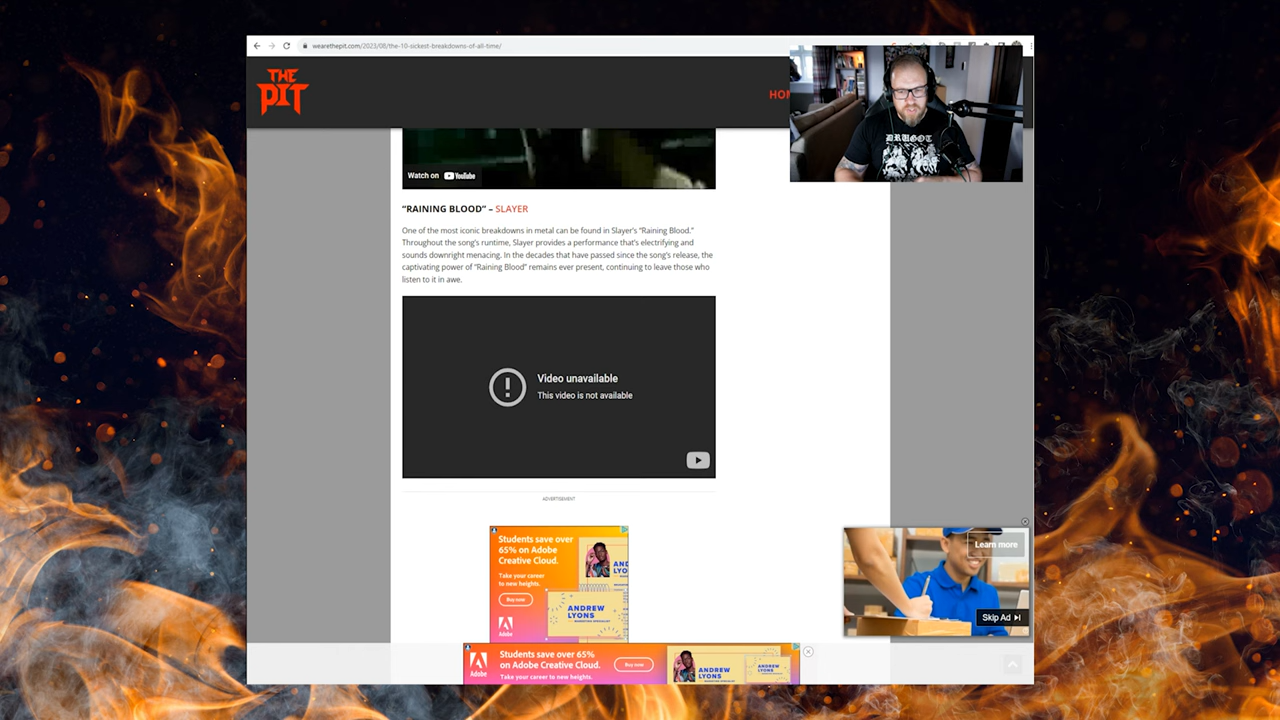 wearethepit.com/2023/08/the-10-sickest-breakdowns-of-all-time/
THE
PIT
HOM
DRUGOT
Watch on YouTube
“RAINING BLOOD” – SLAYER
One of the most iconic breakdowns in metal can be found in Slayer’s “Raining Blood.”
Throughout the song’s runtime, Slayer provides a performance that’s electrifying and
sounds downright menacing. In the decades that have passed since the song’s release, the
captivating power of “Raining Blood” remains ever present, continuing to leave those who
listen to it in awe.
Video unavailable
This video is not available
ADVERTISEMENT
Students save over
65% on Adobe
Creative Cloud.
Take your career
to new heights.
Buy now
Adobe
ANDREW
LYONS
Learn more
Skip Ad
Students save over 65%
on Adobe Creative Cloud.
Take your career to new heights.
Buy now
Adobe
ANDREW
LYONS
ANDREW
LYONS